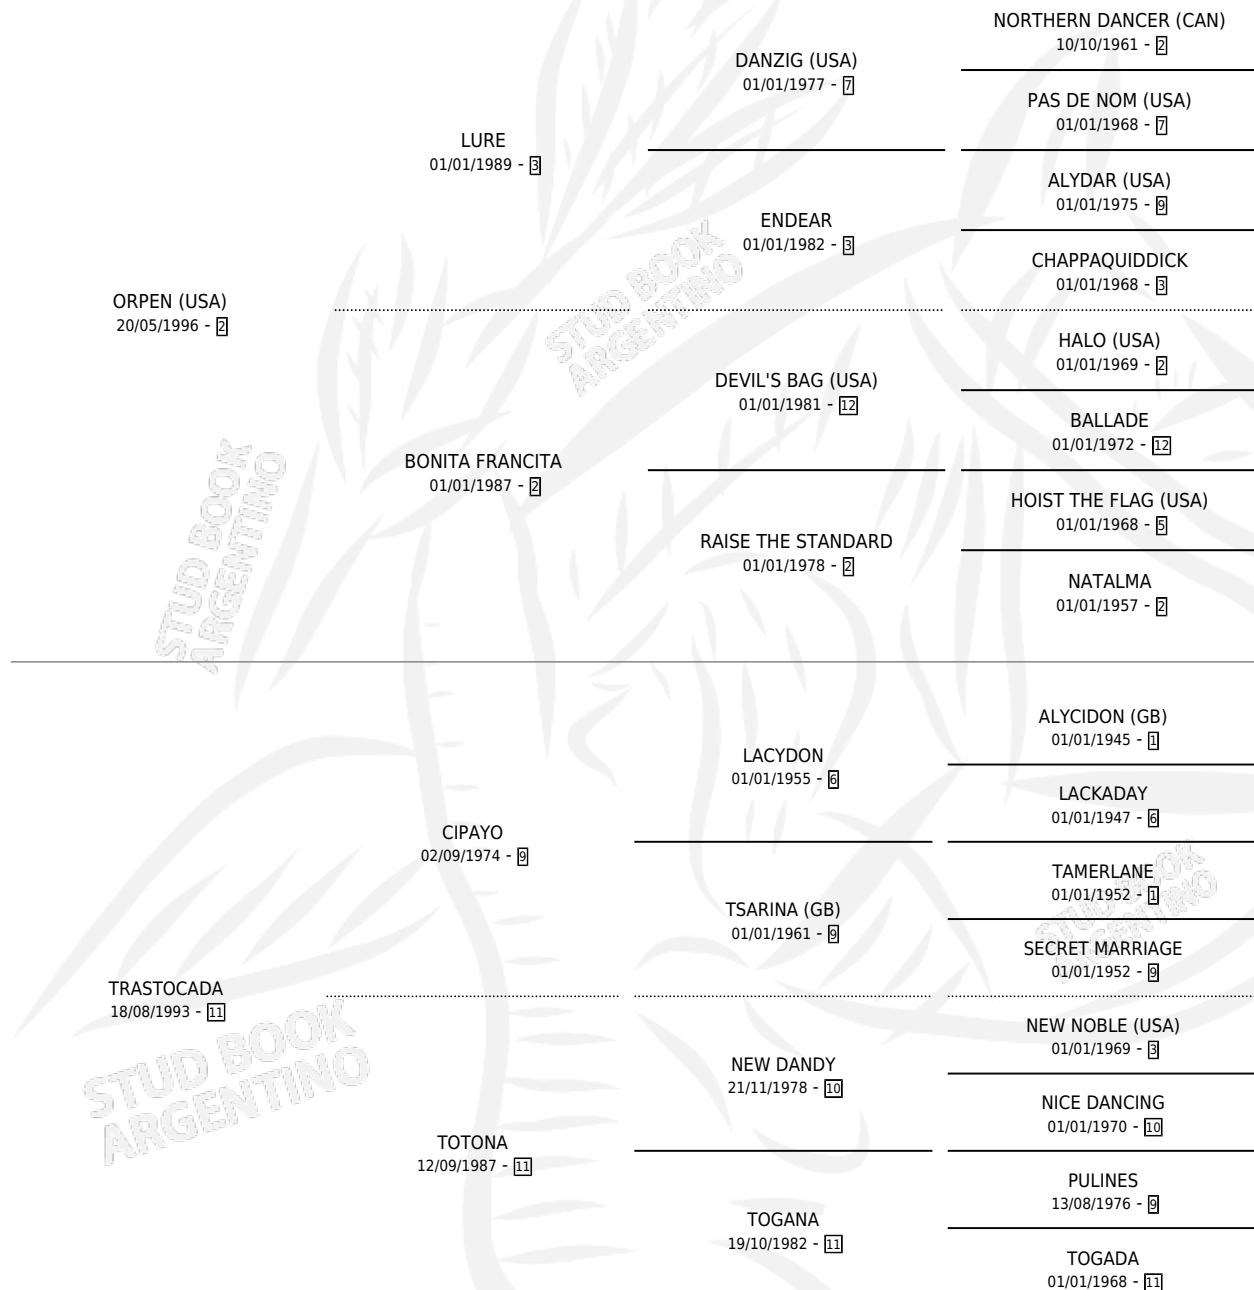 ORPEN (USA)
20/05/1996 - 2
LURE
01/01/1989 - 3
BONITA FRANCITA
01/01/1987 - 2
DANZIG (USA)
01/01/1977 - 7
ENDEAR
01/01/1982 - 3
DEVIL'S BAG (USA)
01/01/1981 - 12
RAISE THE STANDARD
01/01/1978 - 2
NORTHERN DANCER (CAN)
10/10/1961 - 2
PAS DE NOM (USA)
01/01/1968 - 7
ALYDAR (USA)
01/01/1975 - 9
CHAPPAQUIDDICK
01/01/1968 - 3
HALO (USA)
01/01/1969 - 2
BALLADE
01/01/1972 - 12
HOIST THE FLAG (USA)
01/01/1968 - 5
NATALMA
01/01/1957 - 2
TRASTOCADA
18/08/1993 - 11
CIPAYO
02/09/1974 - 9
TOTONA
12/09/1987 - 11
LACYDON
01/01/1955 - 6
TSARINA (GB)
01/01/1961 - 9
NEW DANDY
21/11/1978 - 10
TOGANA
19/10/1982 - 11
ALYCIDON (GB)
01/01/1945 - 1
LACKADAY
01/01/1947 - 6
TAMERLANE
01/01/1952 - 1
SECRET MARRIAGE
01/01/1952 - 9
NEW NOBLE (USA)
01/01/1969 - 3
NICE DANCING
01/01/1970 - 10
PULINES
13/08/1976 - 9
TOGADA
01/01/1968 - 11
STUD BOOK
ARGENTINO
STUD BOOK
ARGENTINO
STUD BOOK
ARGENTINO
STUD BOOK
ARGENTINO